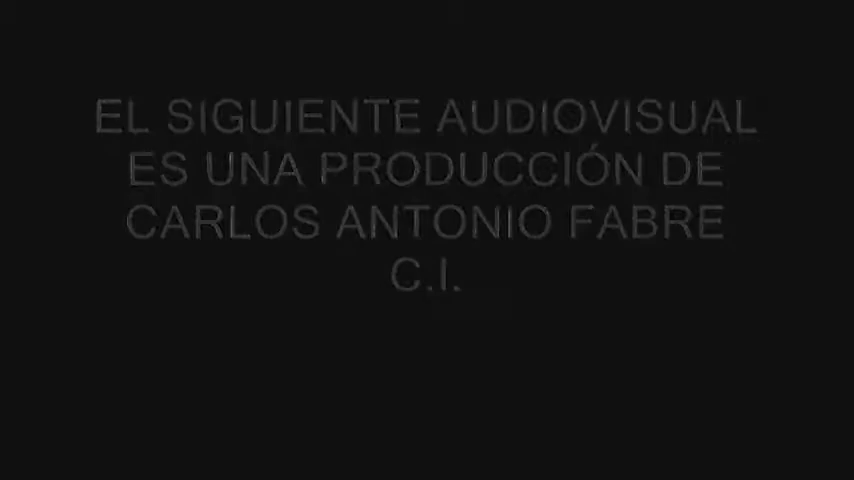 EL SIGUIENTE AUDIOVISUAL
ES UNA PRODUCCIÓN DE
CARLOS ANTONIO FABRE
C.I.